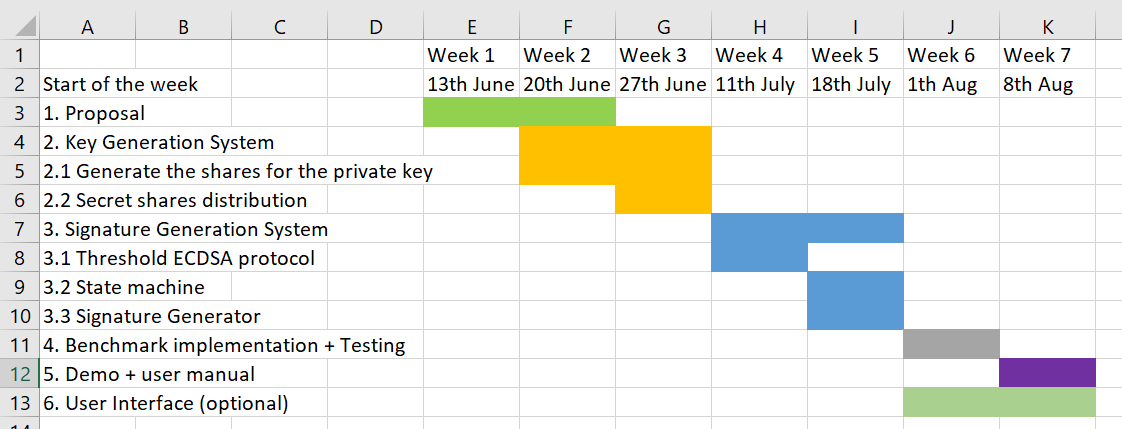 A B C D E F G H I J K
1 Week 1 Week 2 Week 3 Week 4 Week 5 Week 6 Week 7
2 Start of the week 13th June 20th June 27th June 11th July 18th July 1th Aug 8th Aug
3 1. Proposal
4 2. Key Generation System
5 2.1 Generate the shares for the private key
6 2.2 Secret shares distribution
7 3. Signature Generation System
8 3.1 Threshold ECDSA protocol
9 3.2 State machine
10 3.3 Signature Generator
11 4. Benchmark implementation + Testing
12 5. Demo + user manual
13 6. User Interface (optional)